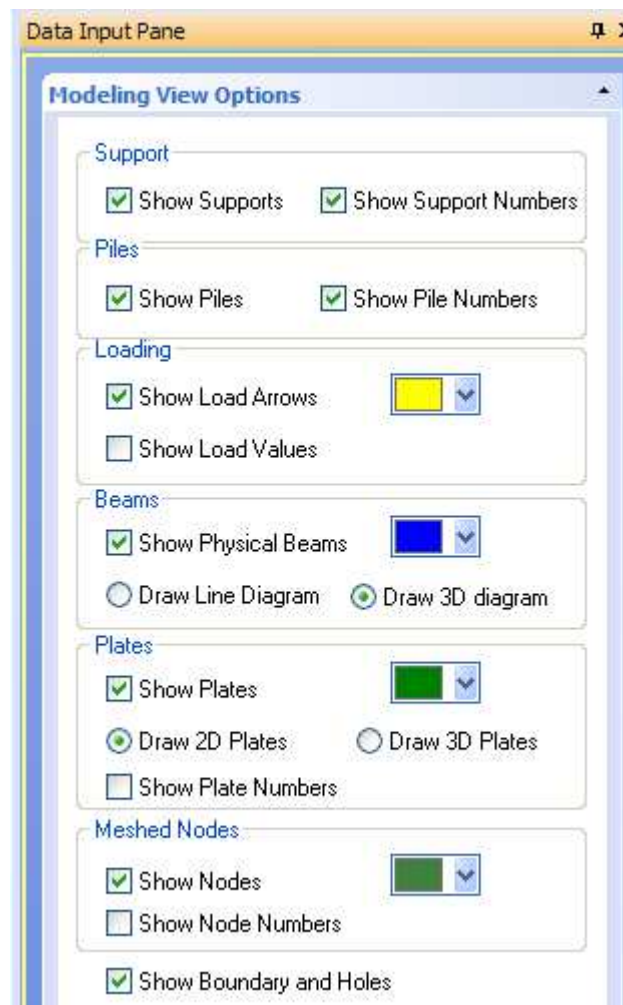 Data Input Pane
Modeling View Options
Support
Show Supports Show Support Numbers
Piles
Show Piles Show Pile Numbers
Loading
Show Load Arrows
Show Load Values
Beams
Show Physical Beams
Draw Line Diagram Draw 3D diagram
Plates
Show Plates
Draw 2D Plates Draw 3D Plates
Show Plate Numbers
Meshed Nodes
Show Nodes
Show Node Numbers
Show Boundary and Holes